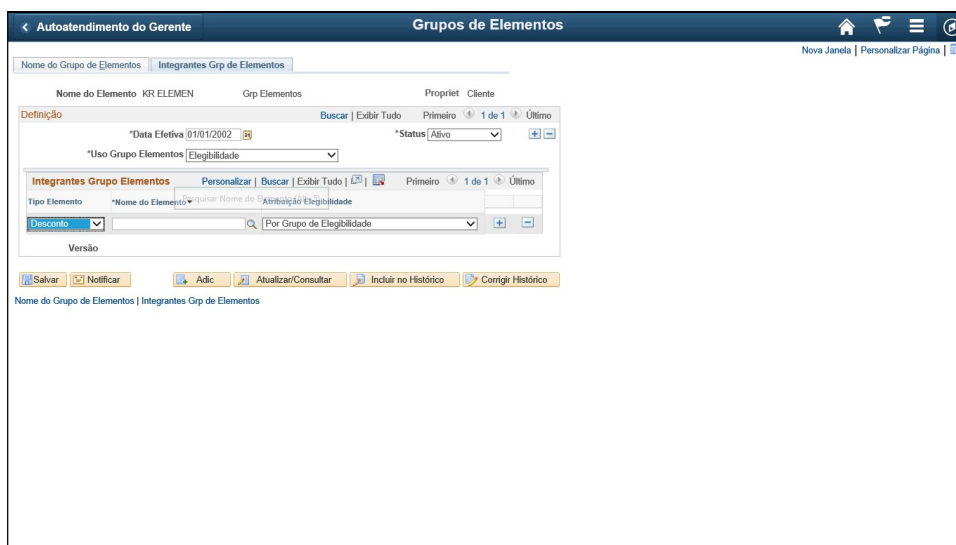 Autoatendimento do Gerente Grupos de Elementos
Nova Janela | Personalizar Página |
Nome do Grupo de Elementos Integrantes Grp de Elementos
Nome do Elemento KR ELEMEN Grp Elementos Propriet Cliente
Definição Buscar | Exibir Tudo Primeiro 1 de 1 Último
*Data Efetiva 01/01/2002 *Status Ativo
*Uso Grupo Elementos Elegibilidade
Integrantes Grupo Elementos Personalizar | Buscar | Exibir Tudo | | Primeiro 1 de 1 Último
Tipo Elemento *Nome do Elemento Atribuição Elegibilidade
Desconto Por Grupo de Elegibilidade
Versão
Salvar Notificar Adic Atualizar/Consultar Incluir no Histórico Corrigir Histórico
Nome do Grupo de Elementos | Integrantes Grp de Elementos